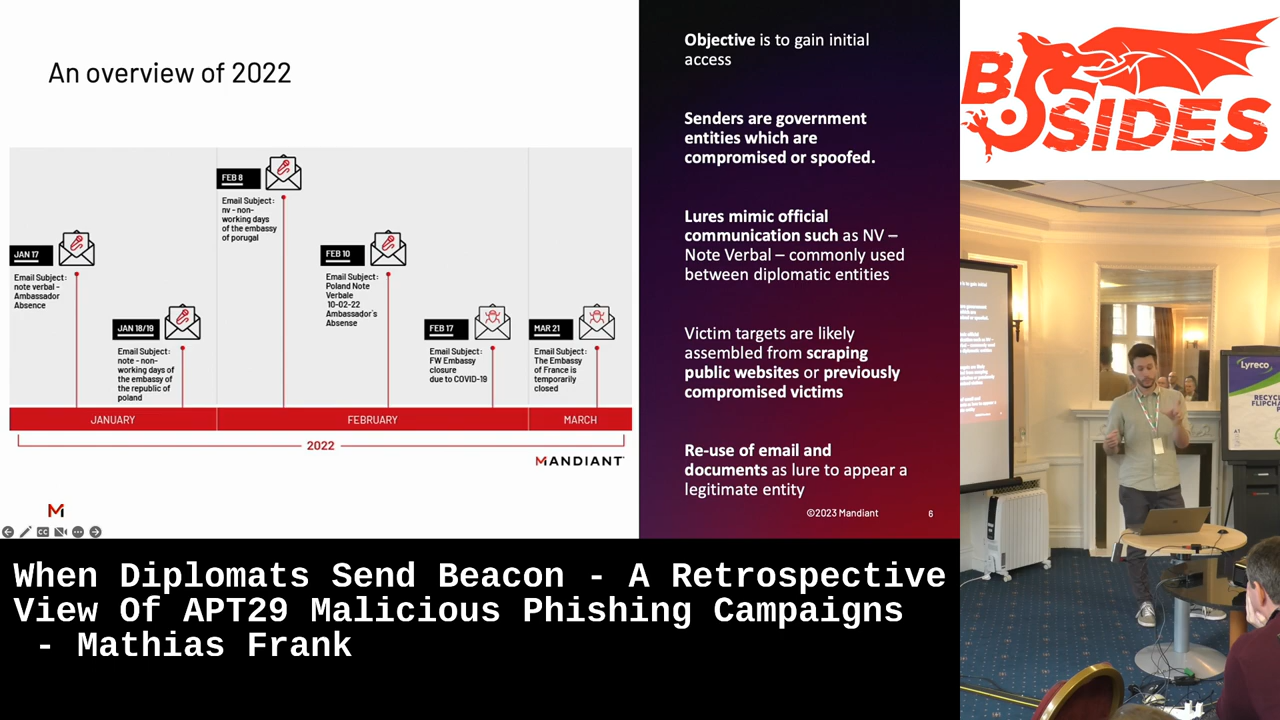 An overview of 2022
JAN 17
Email Subject:
note verbal -
Ambassador
Absence
JAN 18/19
Email Subject:
note - non-
working days of
the embassy of
the republic of
poland
FEB 8
Email Subject:
nv - non-
working days
of the embassy
of porugal
FEB 10
Email Subject:
Poland Note
Verbale
10-02-22
Ambassador's
Absense
FEB 17
Email Subject:
FW Embassy
closure
due to COVID-19
MAR 21
Email Subject:
The Embassy
of France is
temporarily
closed
JANUARY
FEBRUARY
MARCH
2022
MANDIANT
M
CC
Objective is to gain initial
access
Senders are government
entities which are
compromised or spoofed.
Lures mimic official
communication such as NV –
Note Verbal – commonly used
between diplomatic entities
Victim targets are likely
assembled from scraping
public websites or previously
compromised victims
Re-use of email and
documents as lure to appear a
legitimate entity
©2023 Mandiant
6
BSIDES
Lyreco
When Diplomats Send Beacon - A Retrospective
View Of APT29 Malicious Phishing Campaigns
- Mathias Frank